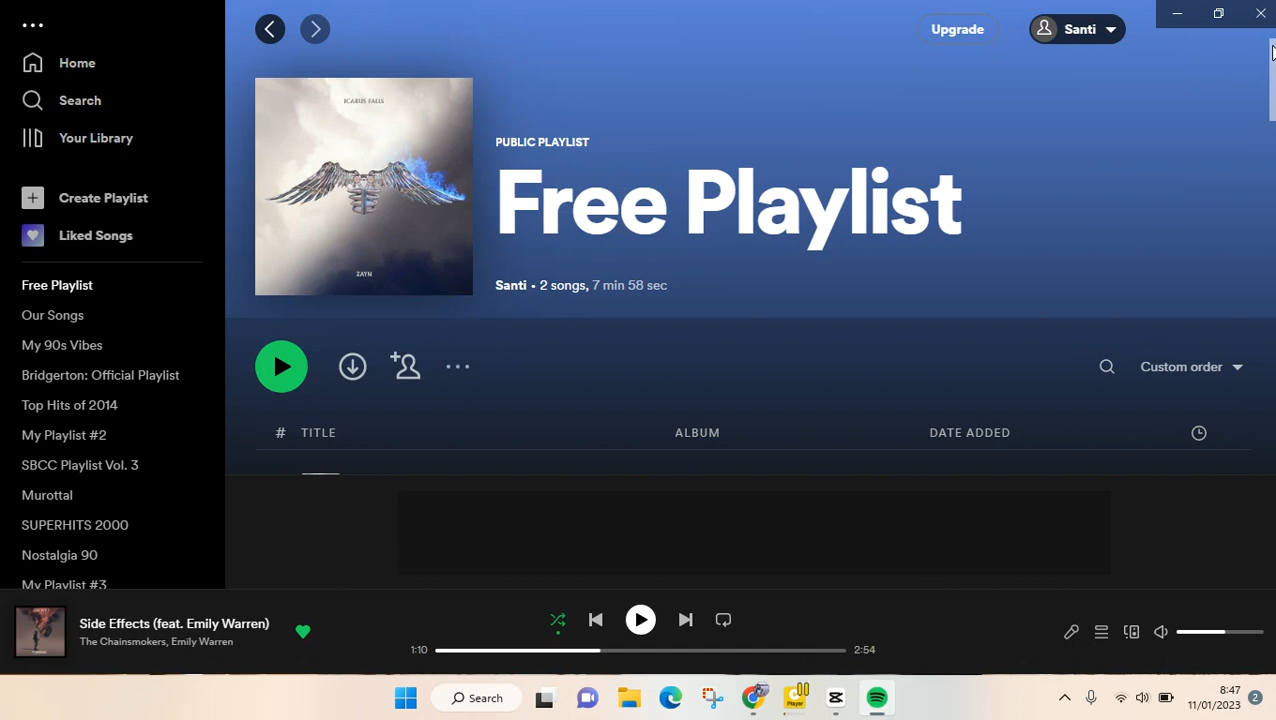 Home
Search
Your Library
Create Playlist
Liked Songs
Free Playlist
Our Songs
My 90s Vibes
Bridgerton: Official Playlist
Top Hits of 2014
My Playlist #2
SBCC Playlist Vol. 3
Murottal
SUPERHITS 2000
Nostalgia 90
My Playlist #3
Upgrade
Santi
ICARUS FALLS
ZAYN
PUBLIC PLAYLIST
Free Playlist
Santi • 2 songs, 7 min 58 sec
Custom order
# TITLE ALBUM DATE ADDED
Side Effects (feat. Emily Warren)
The Chainsmokers, Emily Warren
1:10 2:54
Search
Player
8:47
11/01/2023
2